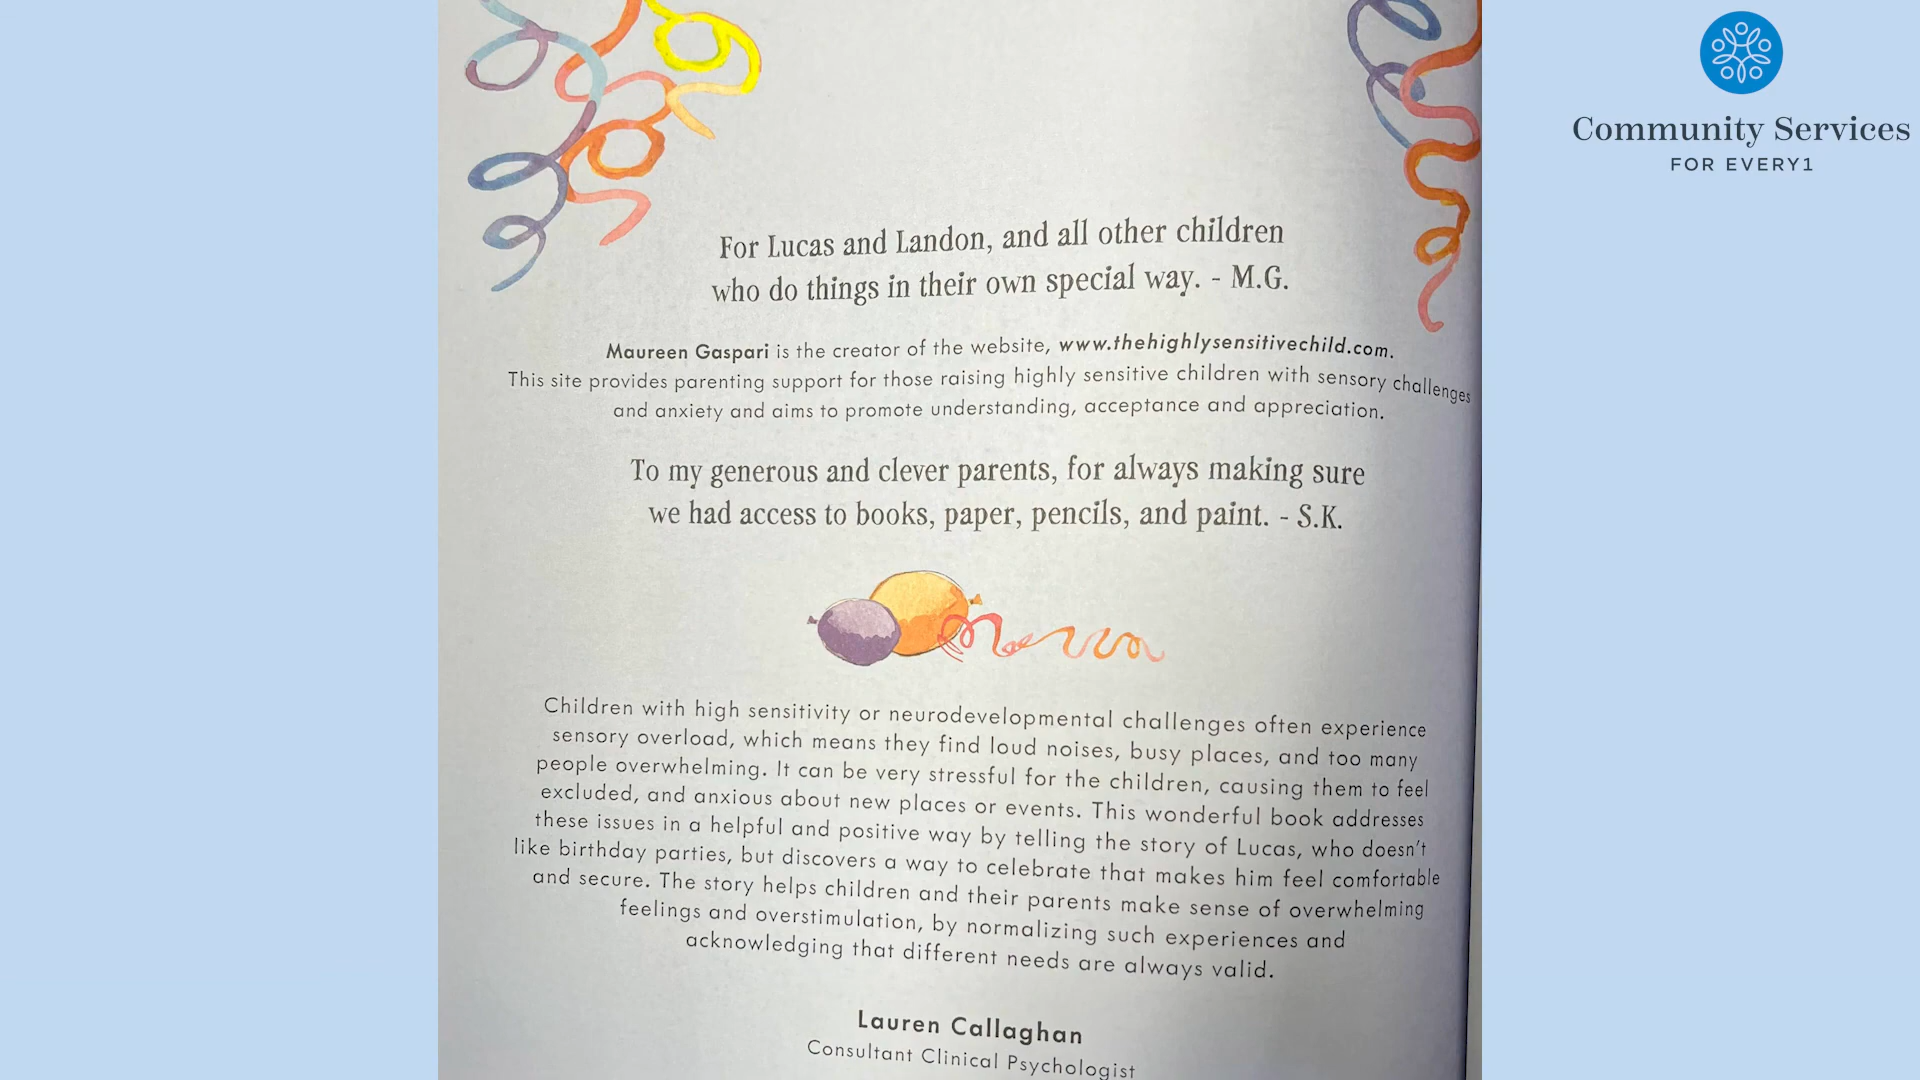 For Lucas and Landon, and all other children
who do things in their own special way. - M.G.
Maureen Gaspari is the creator of the website, www.thehighlysensitivechild.com.
This site provides parenting support for those raising highly sensitive children with sensory challenges
and anxiety and aims to promote understanding, acceptance and appreciation.
To my generous and clever parents, for always making sure
we had access to books, paper, pencils, and paint. - S.K.
Children with high sensitivity or neurodevelopmental challenges often experience
sensory overload, which means they find loud noises, busy places, and too many
people overwhelming. It can be very stressful for the children, causing them to feel
excluded, and anxious about new places or events. This wonderful book addresses
these issues in a helpful and positive way by telling the story of Lucas, who doesn't
like birthday parties, but discovers a way to celebrate that makes him feel comfortable
and secure. The story helps children and their parents make sense of overwhelming
feelings and overstimulation, by normalizing such experiences and
acknowledging that different needs are always valid.
Lauren Callaghan
Consultant Clinical Psychologist
Community Services
FOR EVERY1